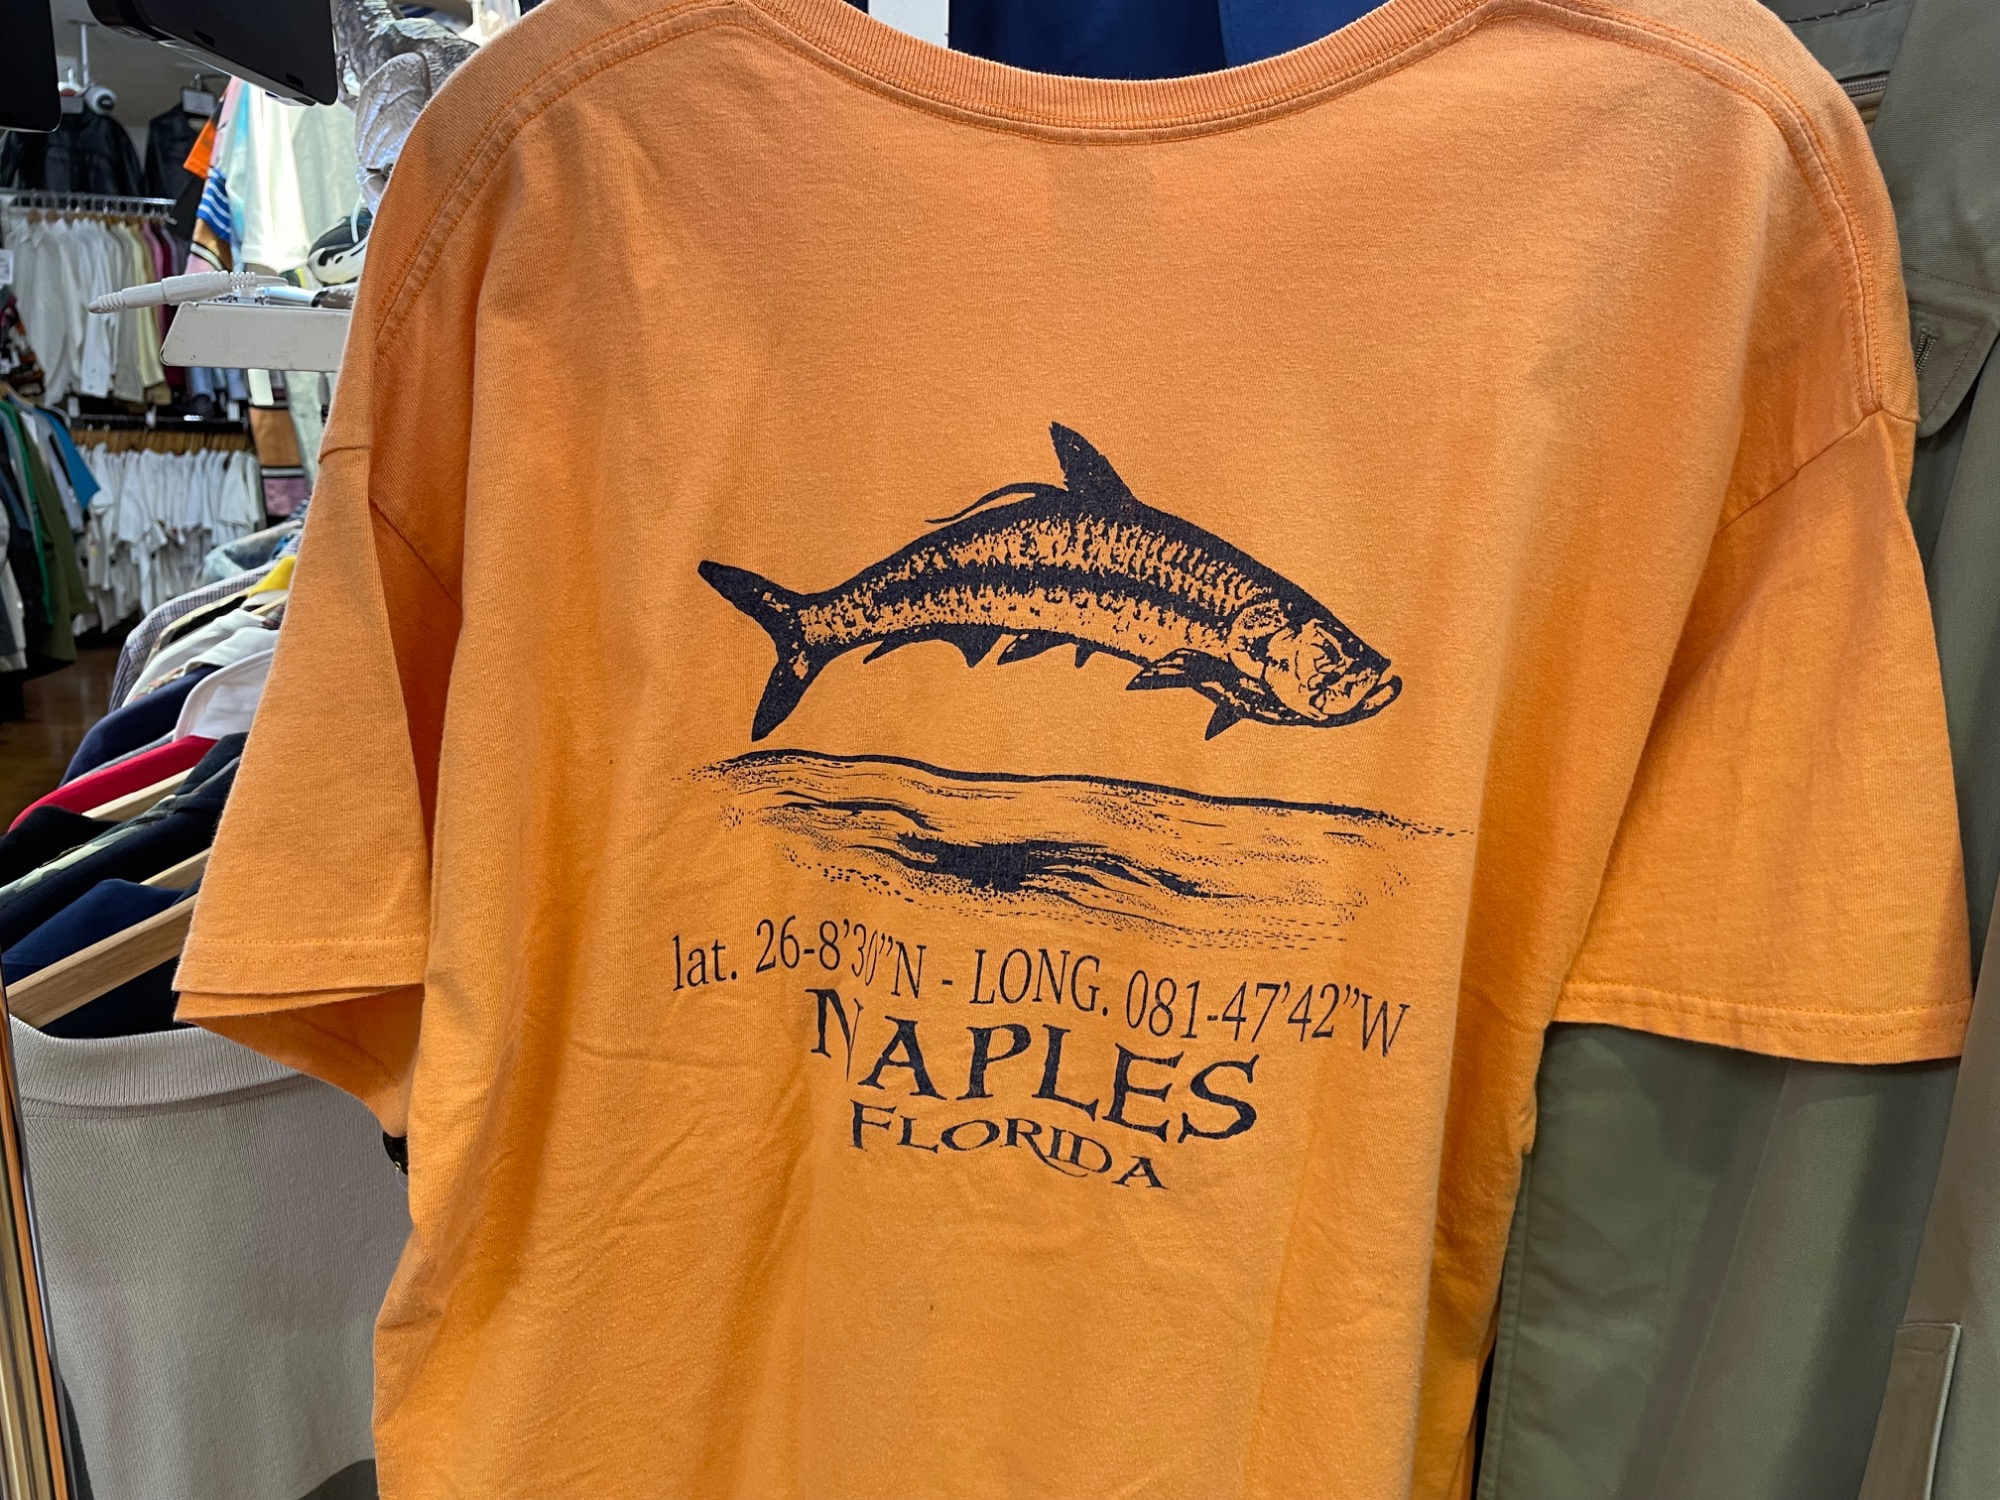 lat. 26-8'30"N - LONG. 081-47'42"W
NAPLES
FLORIDA